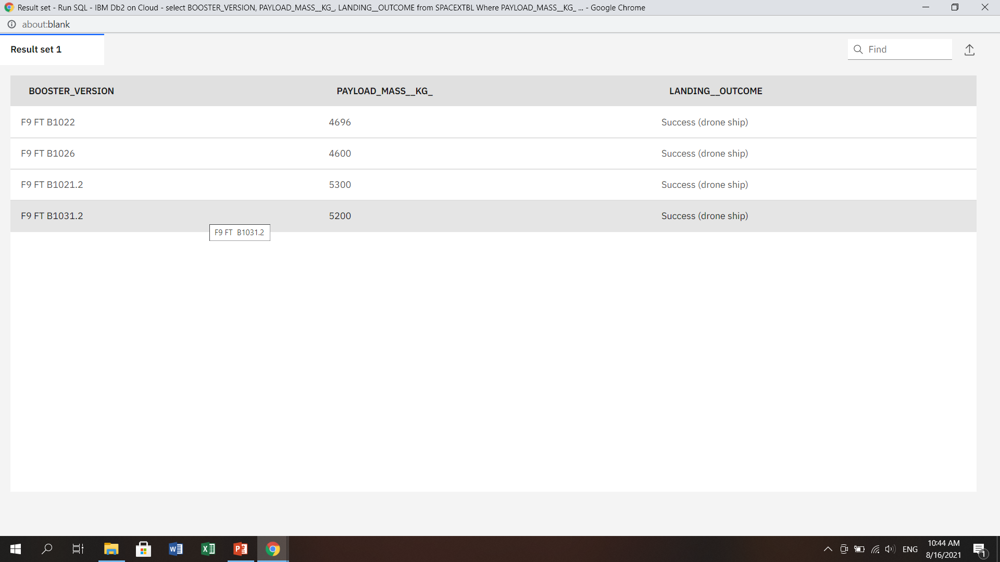 Result set - Run SQL - IBM Db2 on Cloud - select BOOSTER_VERSION, PAYLOAD_MASS__KG_, LANDING__OUTCOME from SPACEXTBL Where PAYLOAD_MASS__KG_ ... - Google Chrome
about:blank
Result set 1
Find
BOOSTER_VERSION PAYLOAD_MASS__KG_ LANDING__OUTCOME
F9 FT B1022 4696 Success (drone ship)
F9 FT B1026 4600 Success (drone ship)
F9 FT B1021.2 5300 Success (drone ship)
F9 FT B1031.2 5200 Success (drone ship)
F9 FT  B1031.2
ENG
10:44 AM
8/16/2021
1